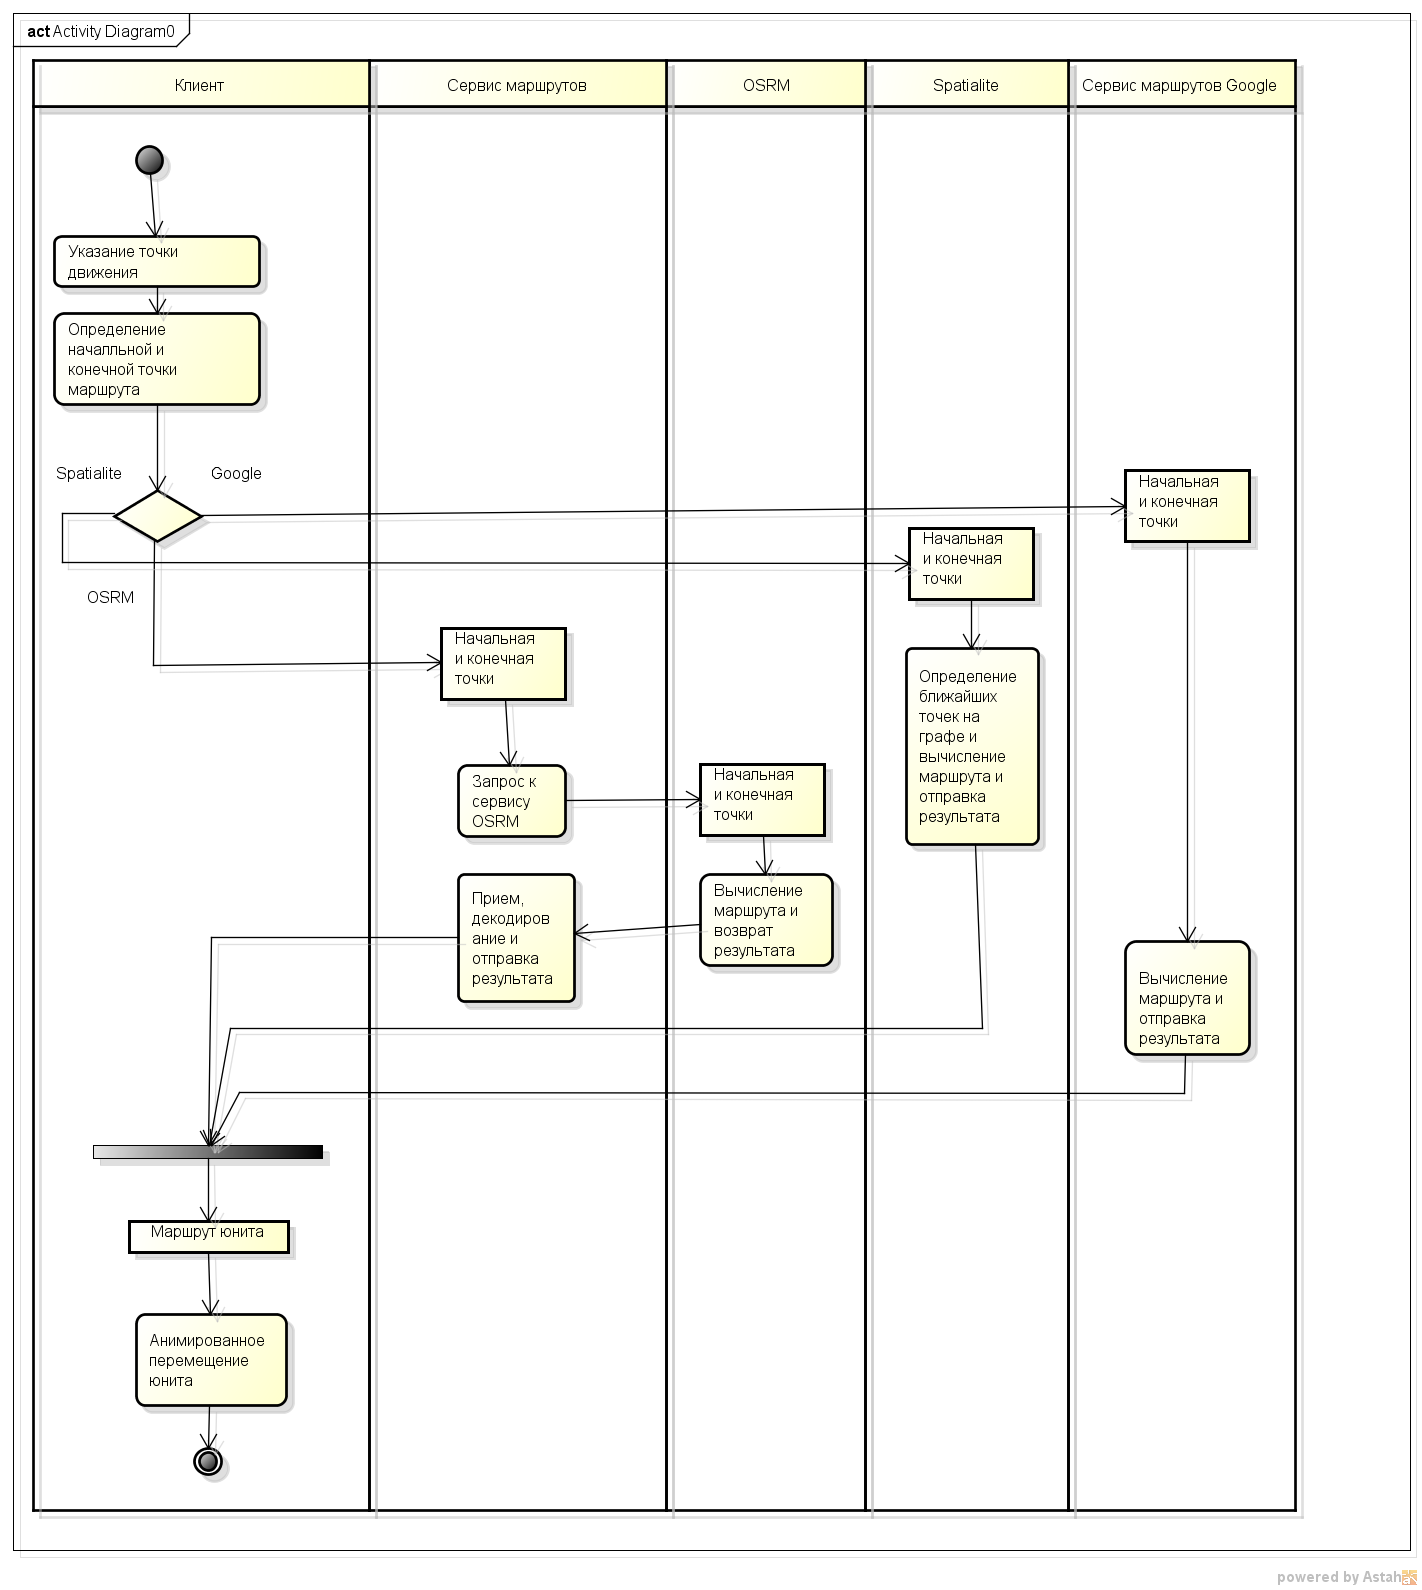 act Activity Diagram0
Клиент
Сервис маршрутов
OSRM
Spatialite
Сервис маршрутов Google
Указание точки
движения
Определение
началльной и
конечной точки
маршрута
Spatialite
Google
OSRM
Начальная
и конечная
точки
Начальная
и конечная
точки
Начальная
и конечная
точки
Определение
ближайших
точек на
графе и
вычисление
маршрута и
отправка
результата
Запрос к
сервису
OSRM
Начальная
и конечная
точки
Прием,
декодиров
ание и
отправка
результата
Вычисление
маршрута и
возврат
результата
Вычисление
маршрута и
отправка
результата
Маршрут юнита
Анимированное
перемещение
юнита
powered by Astah